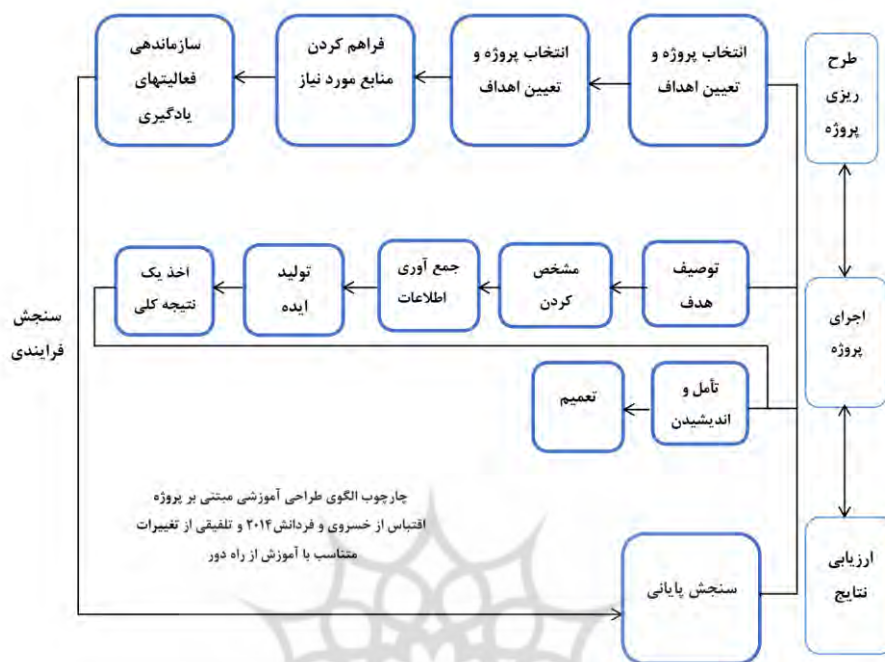 طرح
ریزی
پروژه
انتخاب پروژه و
تعیین اهداف
انتخاب پروژه و
تعیین اهداف
فراهم کردن
منابع مورد نیاز
سازماندهی
فعالیتهای
یادگیری
اجرای
پروژه
توصیف
هدف
مشخص
کردن
جمع آوری
اطلاعات
تولید
ایده
اخذ یک
نتیجه کلی
سنجش
فرایندی
تأمل و
اندیشیدن
تعمیم
چارچوب الگوی طراحی آموزشی مبتنی بر پروژه
اقتباس از خسروی و فردانش۲۰۱۴ و تلفیقی از تغییرات
متناسب با آموزش از راه دور
ارزیابی
نتایج
سنجش پایانی